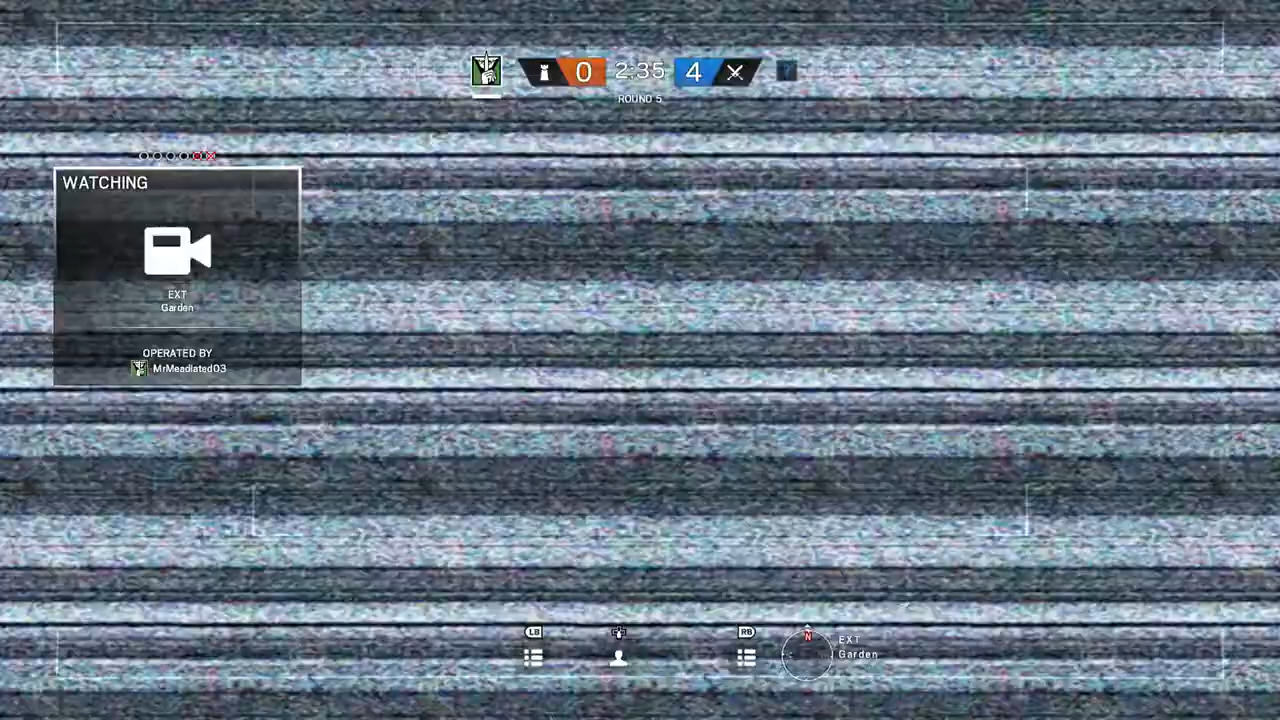 0 2:35 4
ROUND 5
WATCHING
EXT
Garden
OPERATED BY
MrMeadiated03
LB RB
N
EXT
Garden